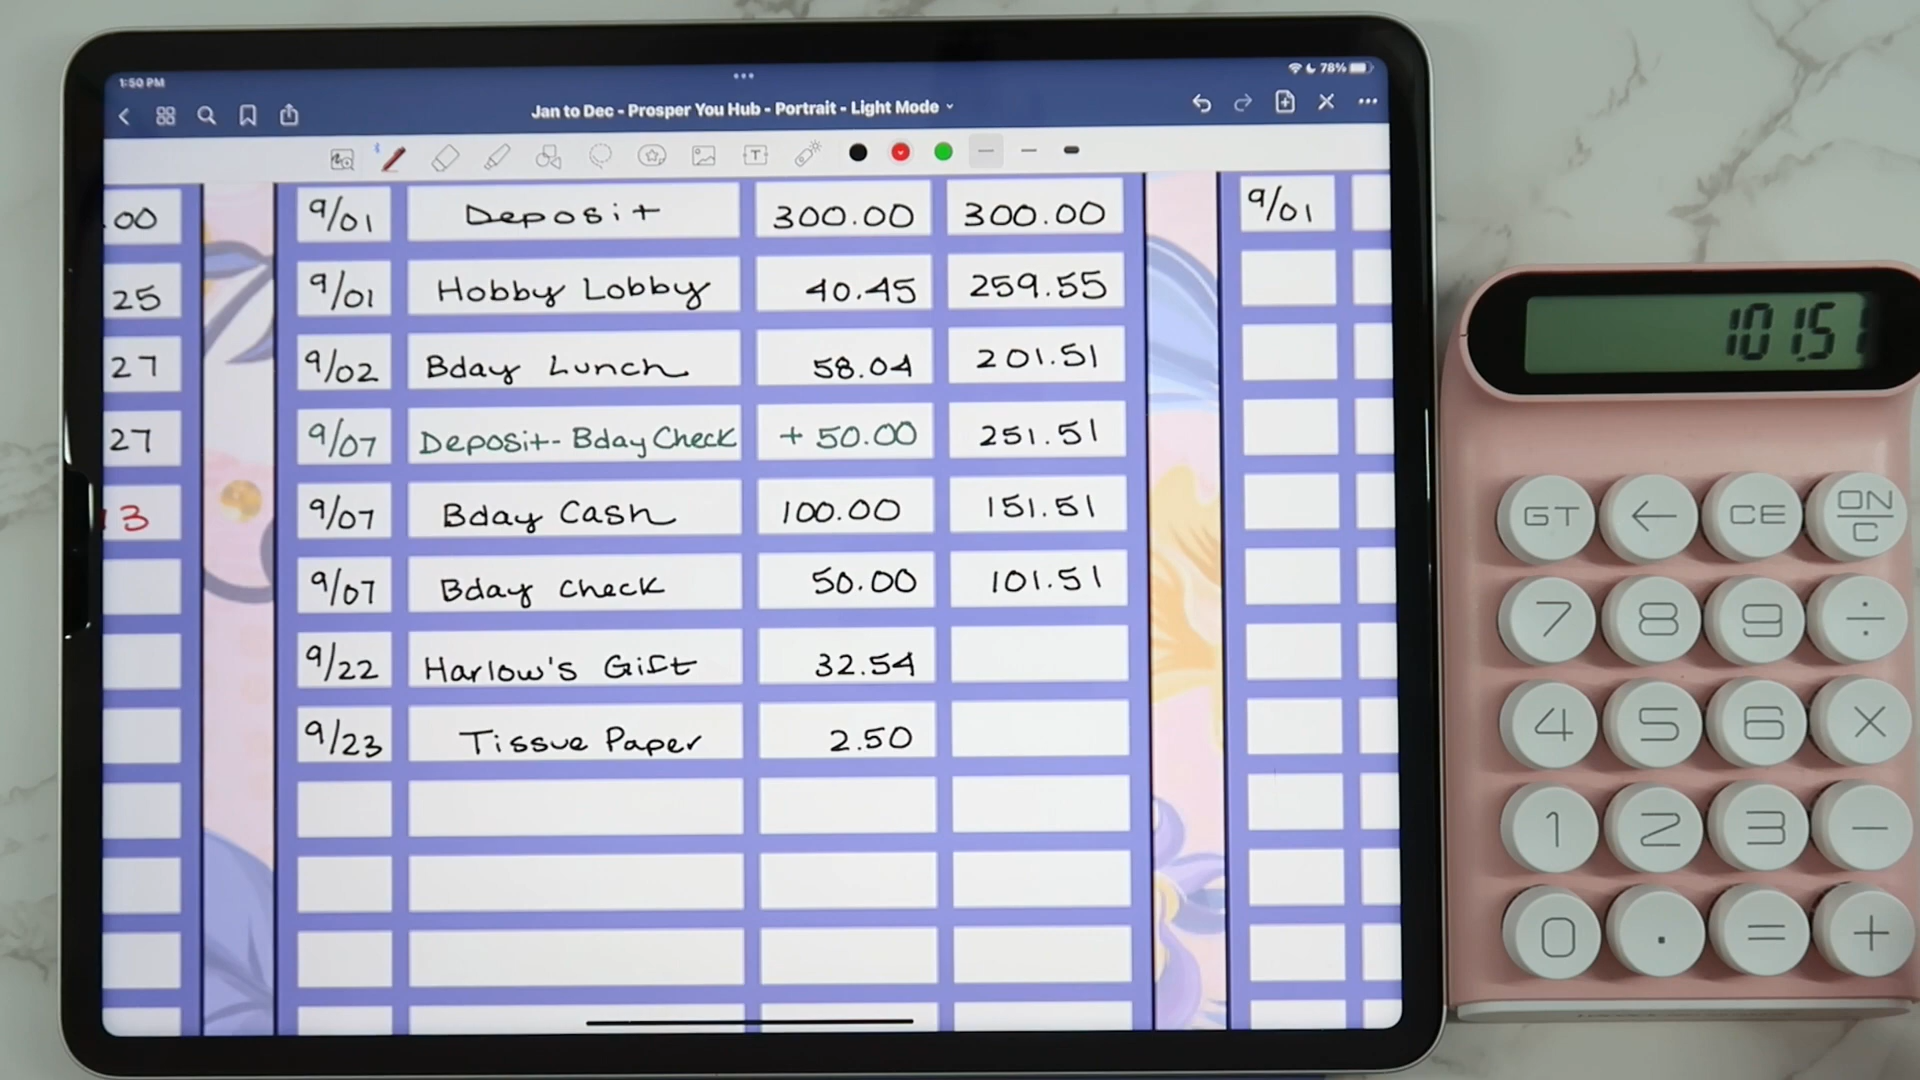 1:50 PM
78%
Jan to Dec - Prosper You Hub - Portrait - Light Mode
.00 9/01 Deposit 300.00 300.00 9/01
25 9/01 Hobby Lobby 40.45 259.55
27 9/02 Bday Lunch 58.04 201.51
27 9/07 Deposit- Bday Check + 50.00 251.51
13 9/07 Bday Cash 100.00 151.51
9/07 Bday Check 50.00 101.51
9/22 Harlow's Gift 32.54
9/23 Tissue Paper 2.50
101.51
GT ← CE ON/C
7 8 9 ÷
4 5 6 ×
1 2 3 −
0 . = +